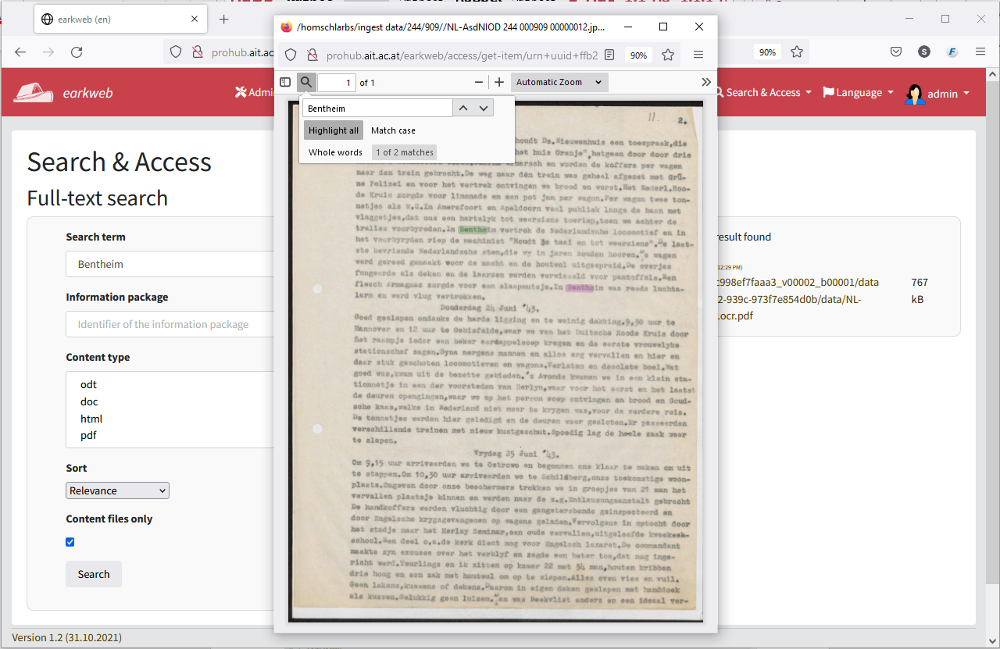 earkweb (en)
/homschlarbs/ingest data/244/909//NL-AsdNIOD 244 000909 00000012.jp...
prohub.ait.ac
90%
prohub.ait.ac.at/earkweb/access/get-item/urn+uuid+ffb2
90%
S
F
1 of 1
Automatic Zoom
earkweb
Admi
Search & Access
Language
admin
Bentheim
Highlight all
Match case
Whole words
1 of 2 matches
Search & Access
Full-text search
Search term
Bentheim
Information package
Identifier of the information package
Content type
odt
doc
html
pdf
Sort
Relevance
Content files only
Search
Version 1.2 (31.10.2021)
esult found
12:29 PM)
c998ef7faaa3_v00002_b00001/data
2-939c-973f7e854d0b/data/NL-
.ocr.pdf
767
kB
11.
2.
houdt Ds.Nieuwenhuis een toespraak,die
het huis Oranje",hetgeen door door drie
marsch en worden de koffers per wagen
naar den trein gebracht.De weg naar den trein was geheel afgezet met Grü-
ne Polizei en voor het vertrek ontvingen we brood en worst.Het Nederl.Roo-
de Kruis zorgde voor limonade en een pot jam per wagon.Per wagon twee ton-
netjes als W.C.In Amersfoort en Apeldoorn veel publiek langs de baan met
vlaggetjes,dat ons een hartelyk tot weerziens toeriep,toen we achter de
tralies voorbyreden.In Bentheim vertrok de Nederlandsche locomotief en in
het voorbyryden riep de machinist "Houdt je taai en tot weerziens".De laat-
ste bevriende Nederlandsche stem,die wy in jaren zouden hooren.De wagen
werd gereed gemaakt voor de nacht en de houtwol uitgespreid.De overjes
fungeerde als deken en de laarzen werden verwisseld voor pantoffels.Een
flesch Armagnac zorgde voor een slaapmutsje.In Bentheim was reeds luchta-
larm en werd vlug vertrokken.
Donderdag 24 Juni '43.
Goed geslapen ondanks de harde ligging en te weinig dekking.9,30 uur te
Hannover en 12 uur te Oebisfelde,waar we van het Duitsche Roode Kruis door
het raampje ieder een beker aardappelsoep kregen en de eerste vrouwelyke
stationschef zagen.Byna nergens mannen en alles erg vervallen en hier en
daar stuk geschoten locomotieven en wagons.Verlaten en desolate boel.Wat
goed was,kwam uit de bezette gebieden.'s Avonds kwamen we in een klein sta-
tionnetje in een der voorsteden van Berlyn,waar voor het eerst en het laatst
de deuren opengingen,waar we op het perron soep ontvingen en brood en Goud-
sche kaas,welke in Nederland niet meer te krygen was,voor de verdere reis.
De tonnetjes werden hier geledigd en de deuren weer gesloten.Er passeerden
verschillende treinen met nieuw kustgeschut.Spoedig lag de heele zaak weer
te slapen.
Vrydag 25 Juni '43.
Om 9,15 uur arriveerden we te Ostrowo en begonnen ons klaar te maken om uit
te stappen.Om 10,30 uur arriveerden we te Schildberg,onze toekomstige woon-
plaats.Omgeven door onze beschermers trokken we in groepjes van 21 man het
vervallen plaatsje binnen en werden naar de z.g.Entlausungsanstalt gebracht
De handkoffers werden vluchtig door een gangstersbende geinspecteerd en
door Engelsche krygsgevangenen op wagens geladen.Vervolgens in optocht door
het stadje naar het Herlay Seminar,een oude vervallen,uitgeleefde kweekeek-
school.Een deel o.a.de kerk dient nog voor Engelsch lazaret.De commandant
maakte zyn excuses over het verblyf en zegde een beter toe,dat nog inge-
richt werd.Teurlings en ik zitten op kamer 22 met 34 man,houten kribben
drie hoog en een zak met houtwol om op te slapen.Alles even vies en vuil.
Geen lakens,kussens of dekens.Daarom in eigen deken geslapen met handdoek
als kussen.Gelukkig geen luizen.Van was Beekvliet anders en een ideaal ver-